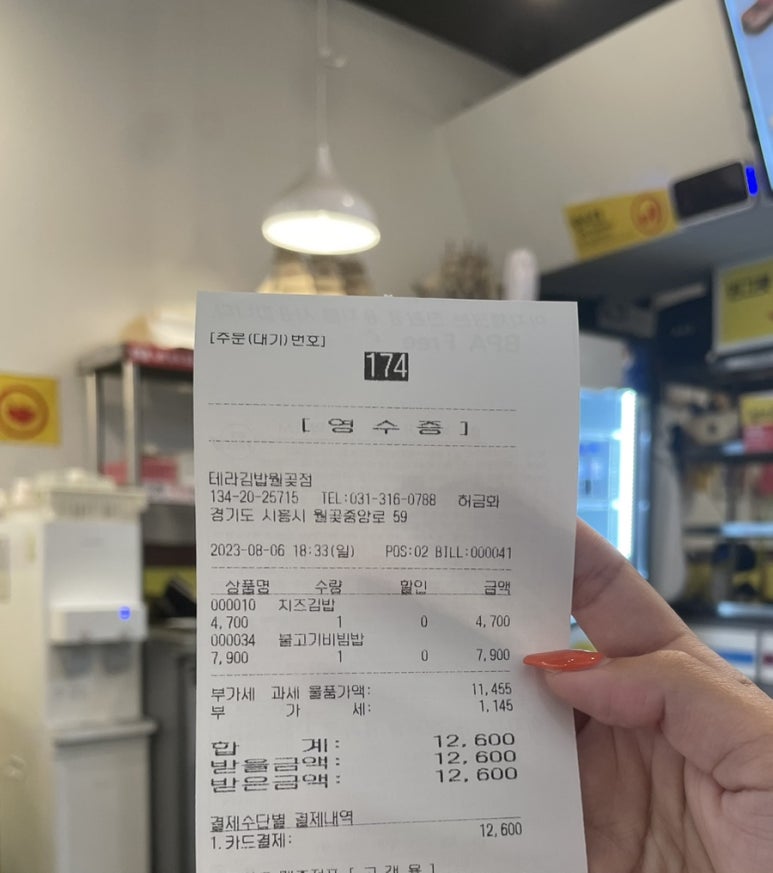 [주문(대기)번호]
174
[ 영 수 증 ]
테라김밥월곶점
134-20-25715 TEL:031-316-0788 허금화
경기도 시흥시 월곶중앙로 59
2023-08-06 18:33(일) POS:02 BILL:000041
상품명 수량 할인 금액
000010 치즈김밥
4,700 1 0 4,700
000034 불고기비빔밥
7,900 1 0 7,900
부가세 과세 물품가액: 11,455
부 가 세: 1,145
합 계: 12,600
받을금액: 12,600
받은금액: 12,600
결제수단별 결제내역
1.카드결제: 12,600
[ 고 객 용 ]
BPA Free